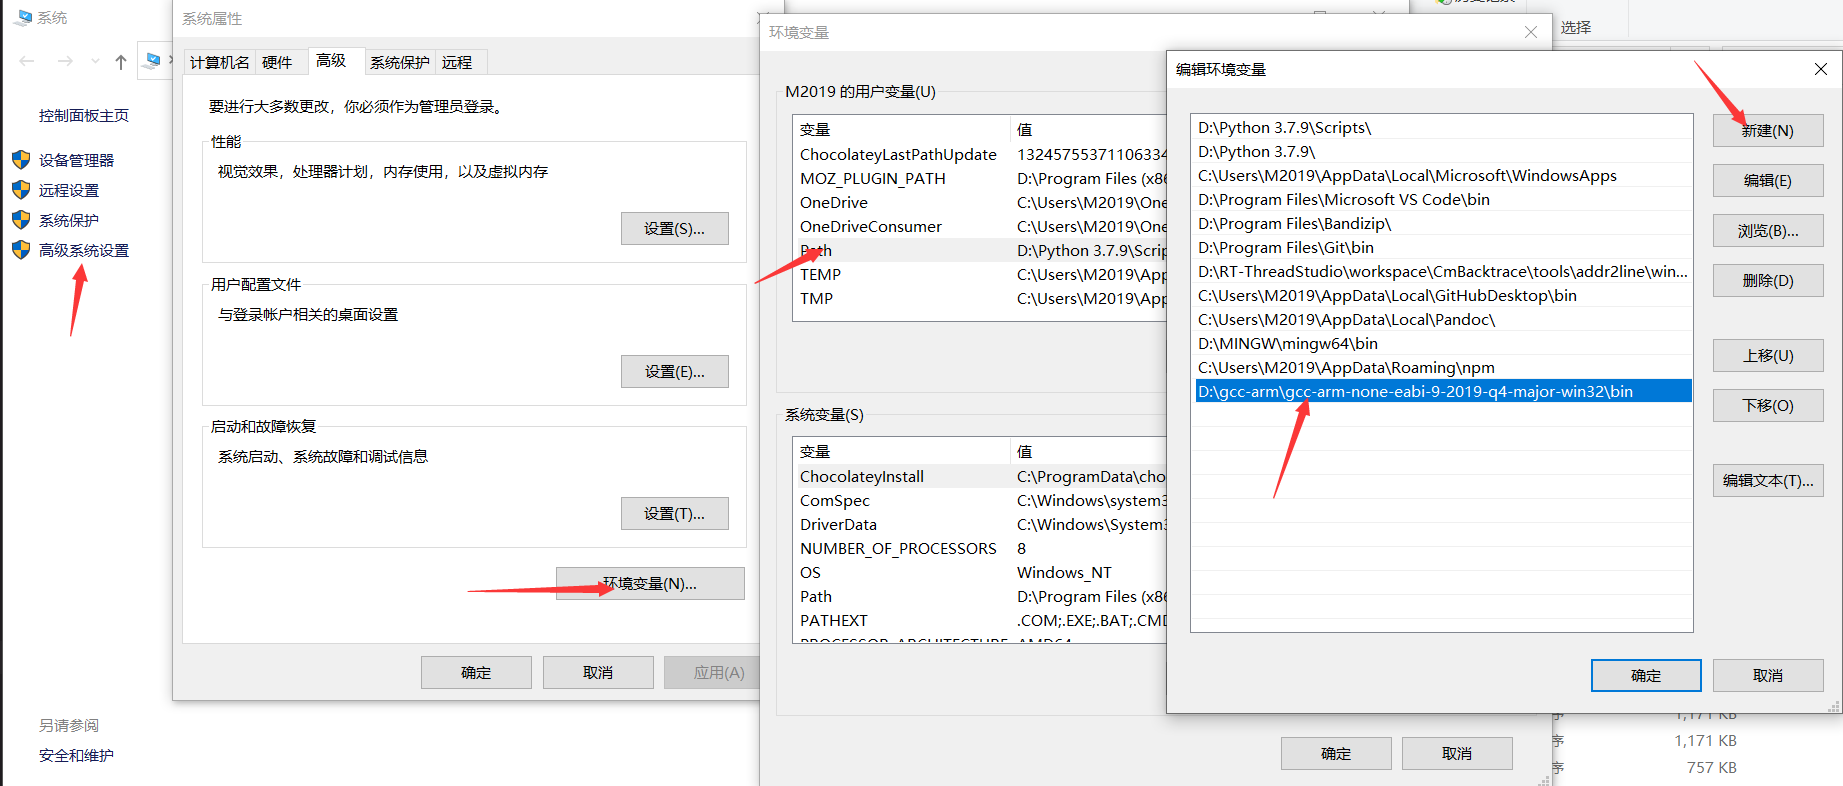 系统
控制面板主页
设备管理器
远程设置
系统保护
高级系统设置
另请参阅
安全和维护
系统属性
计算机名
硬件
高级
系统保护
远程
要进行大多数更改，你必须作为管理员登录。
性能
视觉效果，处理器计划，内存使用，以及虚拟内存
设置(S)...
用户配置文件
与登录帐户相关的桌面设置
设置(E)...
启动和故障恢复
系统启动、系统故障和调试信息
设置(T)...
环境变量(N)...
确定
取消
应用(A)
环境变量
M2019 的用户变量(U)
变量 值
ChocolateyLastPathUpdate 13245755371106334
MOZ_PLUGIN_PATH D:\Program Files (x86
OneDrive C:\Users\M2019\One
OneDriveConsumer C:\Users\M2019\One
Path D:\Python 3.7.9\Scrip
TEMP C:\Users\M2019\App
TMP C:\Users\M2019\App
系统变量(S)
变量 值
ChocolateyInstall C:\ProgramData\cho
ComSpec C:\Windows\system3
DriverData C:\Windows\System3
NUMBER_OF_PROCESSORS 8
OS Windows_NT
Path D:\Program Files (x86
PATHEXT .COM;.EXE;.BAT;.CMD
PROCESSOR_ARCHITECTURE AMD64
确定
取消
选择
编辑环境变量
D:\Python 3.7.9\Scripts\
D:\Python 3.7.9\
C:\Users\M2019\AppData\Local\Microsoft\WindowsApps
D:\Program Files\Microsoft VS Code\bin
D:\Program Files\Bandizip\
D:\Program Files\Git\bin
D:\RT-ThreadStudio\workspace\CmBacktrace\tools\addr2line\win...
C:\Users\M2019\AppData\Local\GitHubDesktop\bin
C:\Users\M2019\AppData\Local\Pandoc\
D:\MINGW\mingw64\bin
C:\Users\M2019\AppData\Roaming\npm
D:\gcc-arm\gcc-arm-none-eabi-9-2019-q4-major-win32\bin
新建(N)
编辑(E)
浏览(B)...
删除(D)
上移(U)
下移(O)
编辑文本(T)...
确定
取消
序 1,171 KB
序 1,171 KB
序 757 KB